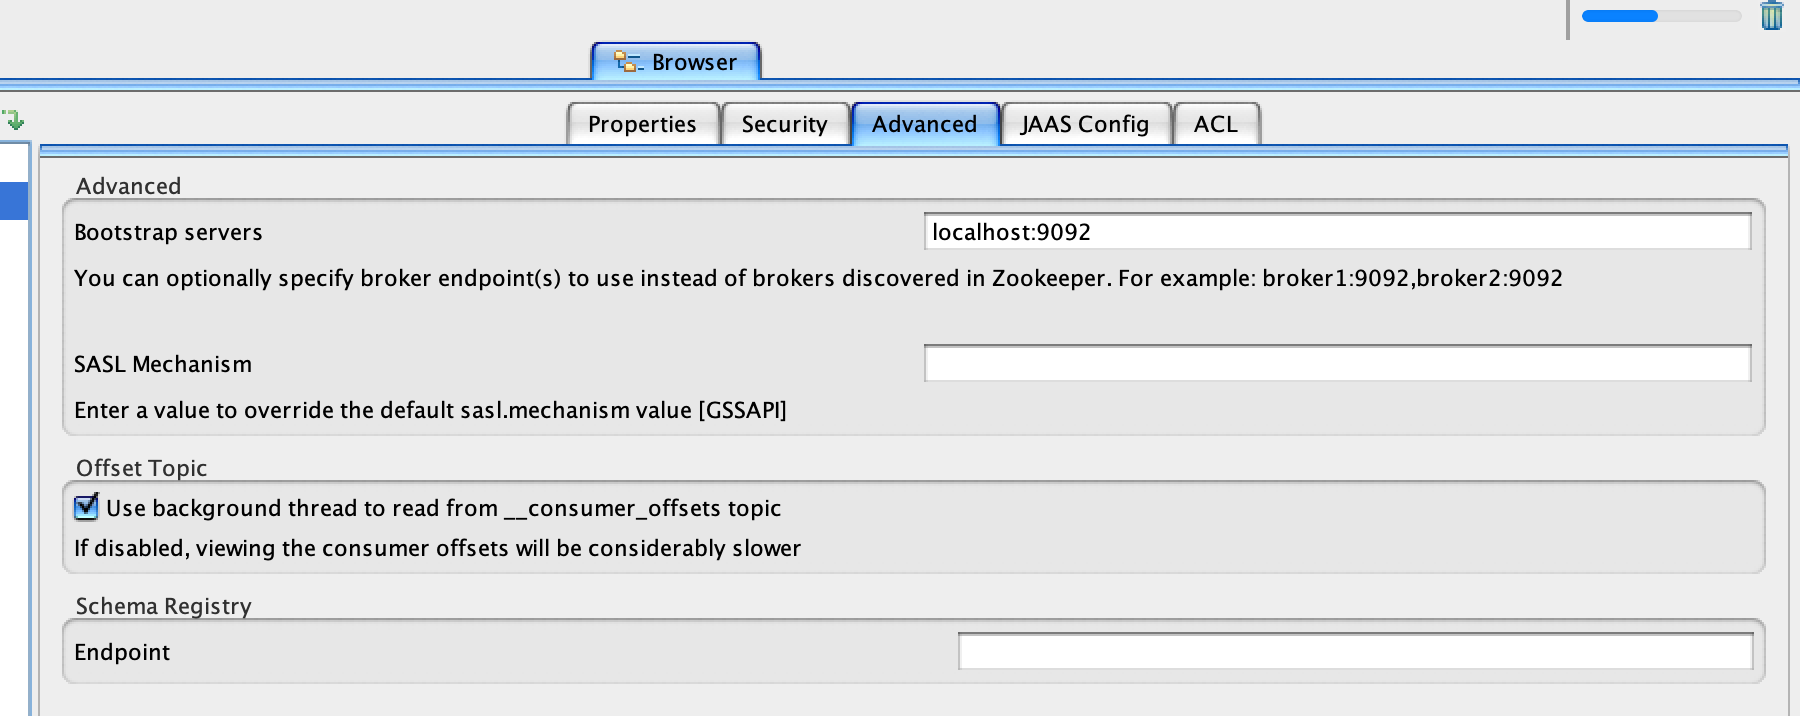 Browser
Properties Security Advanced JAAS Config ACL
Advanced
Bootstrap servers localhost:9092
You can optionally specify broker endpoint(s) to use instead of brokers discovered in Zookeeper. For example: broker1:9092,broker2:9092
SASL Mechanism
Enter a value to override the default sasl.mechanism value [GSSAPI]
Offset Topic
Use background thread to read from __consumer_offsets topic
If disabled, viewing the consumer offsets will be considerably slower
Schema Registry
Endpoint